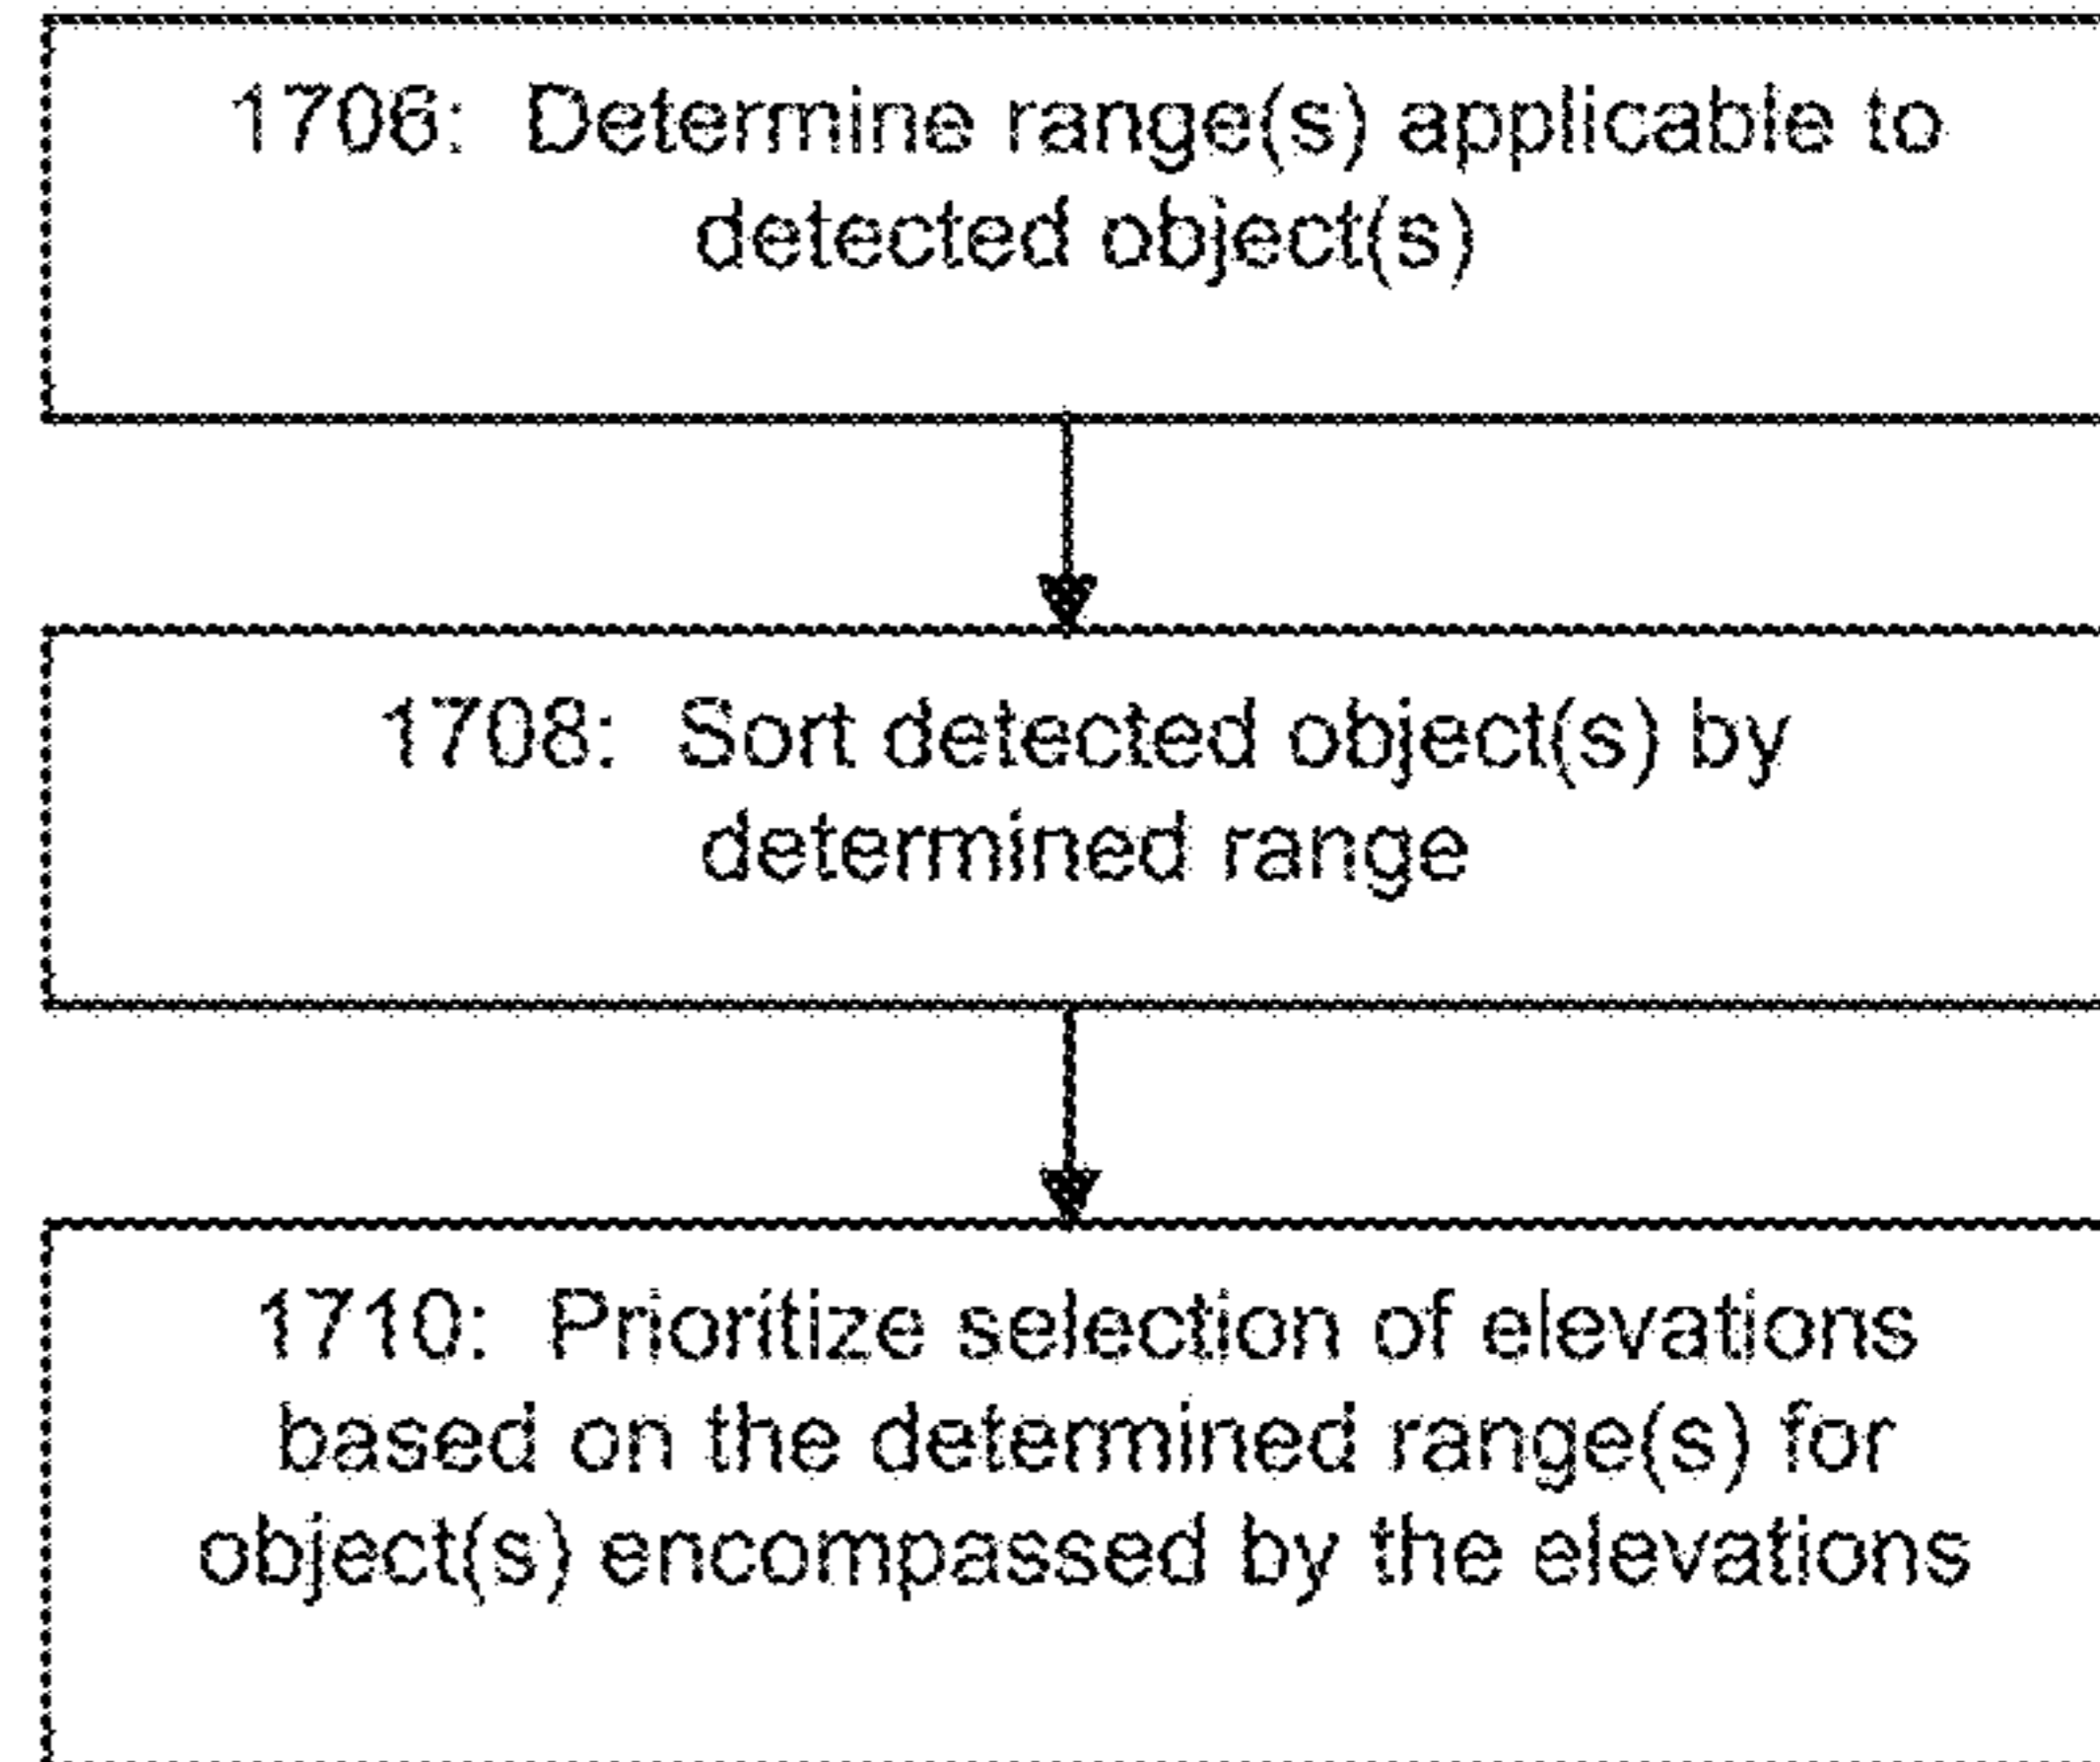 1706: Determine range(s) applicable to
detected object(s)
1708: Sort detected object(s) by
determined range
1710: Prioritize selection of elevations
based on the determined range(s) for
object(s) encompassed by the elevations